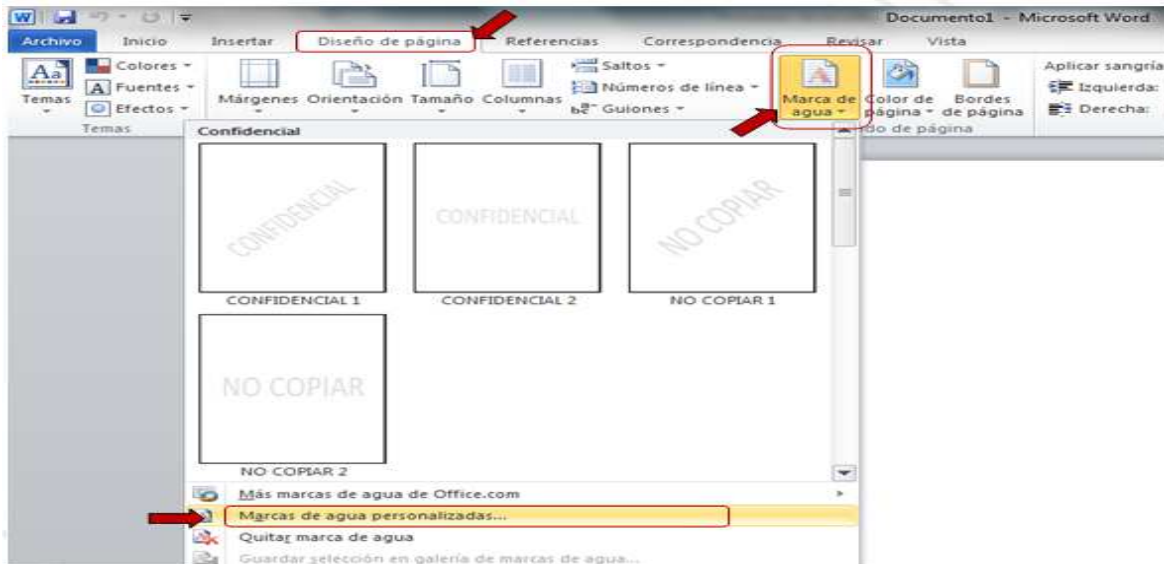 Documento1 - Microsoft Word
Archivo Inicio Insertar Diseño de página Referencias Correspondencia Revisar Vista
Aa Temas
Colores
A Fuentes
Efectos
Temas
Márgenes Orientación Tamaño Columnas
Saltos
Números de línea
Guiones
Marca de agua
Color de página
Bordes de página
do de página
Aplicar sangría
Izquierda:
Derecha:
Confidencial
CONFIDENCIAL
CONFIDENCIAL
NO COPIAR
CONFIDENCIAL 1 CONFIDENCIAL 2 NO COPIAR 1
NO COPIAR
NO COPIAR 2
Más marcas de agua de Office.com
Marcas de agua personalizadas...
Quitar marca de agua
Guardar selección en galería de marcas de agua...